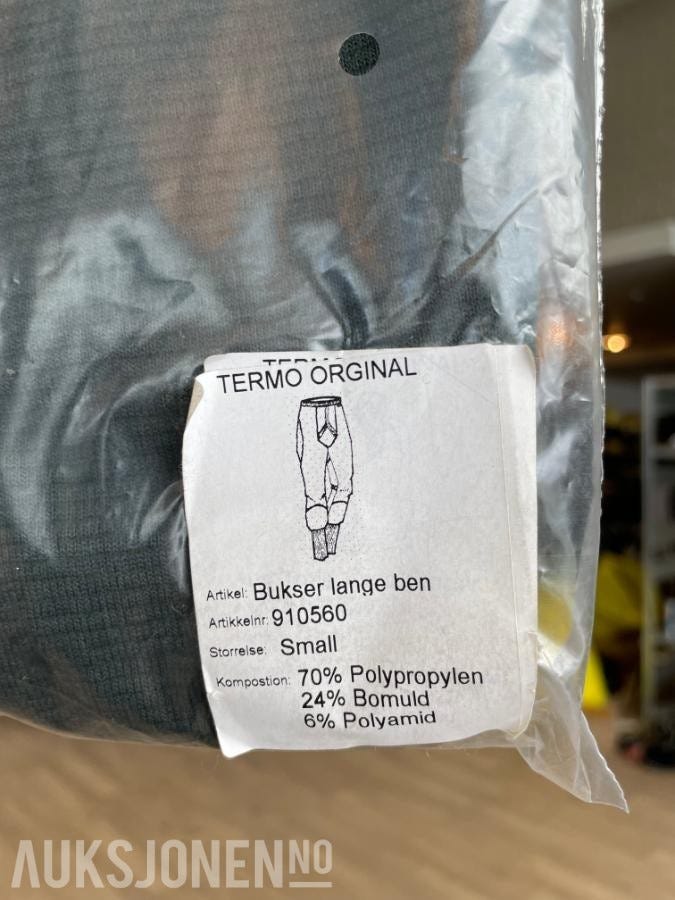 TERMO
TERMO ORGINAL
Artikel: Bukser lange ben
Artikkelnr: 910560
Storrelse: Small
Kompostion: 70% Polypropylen
24% Bomuld
6% Polyamid
AUKSJONEN NO